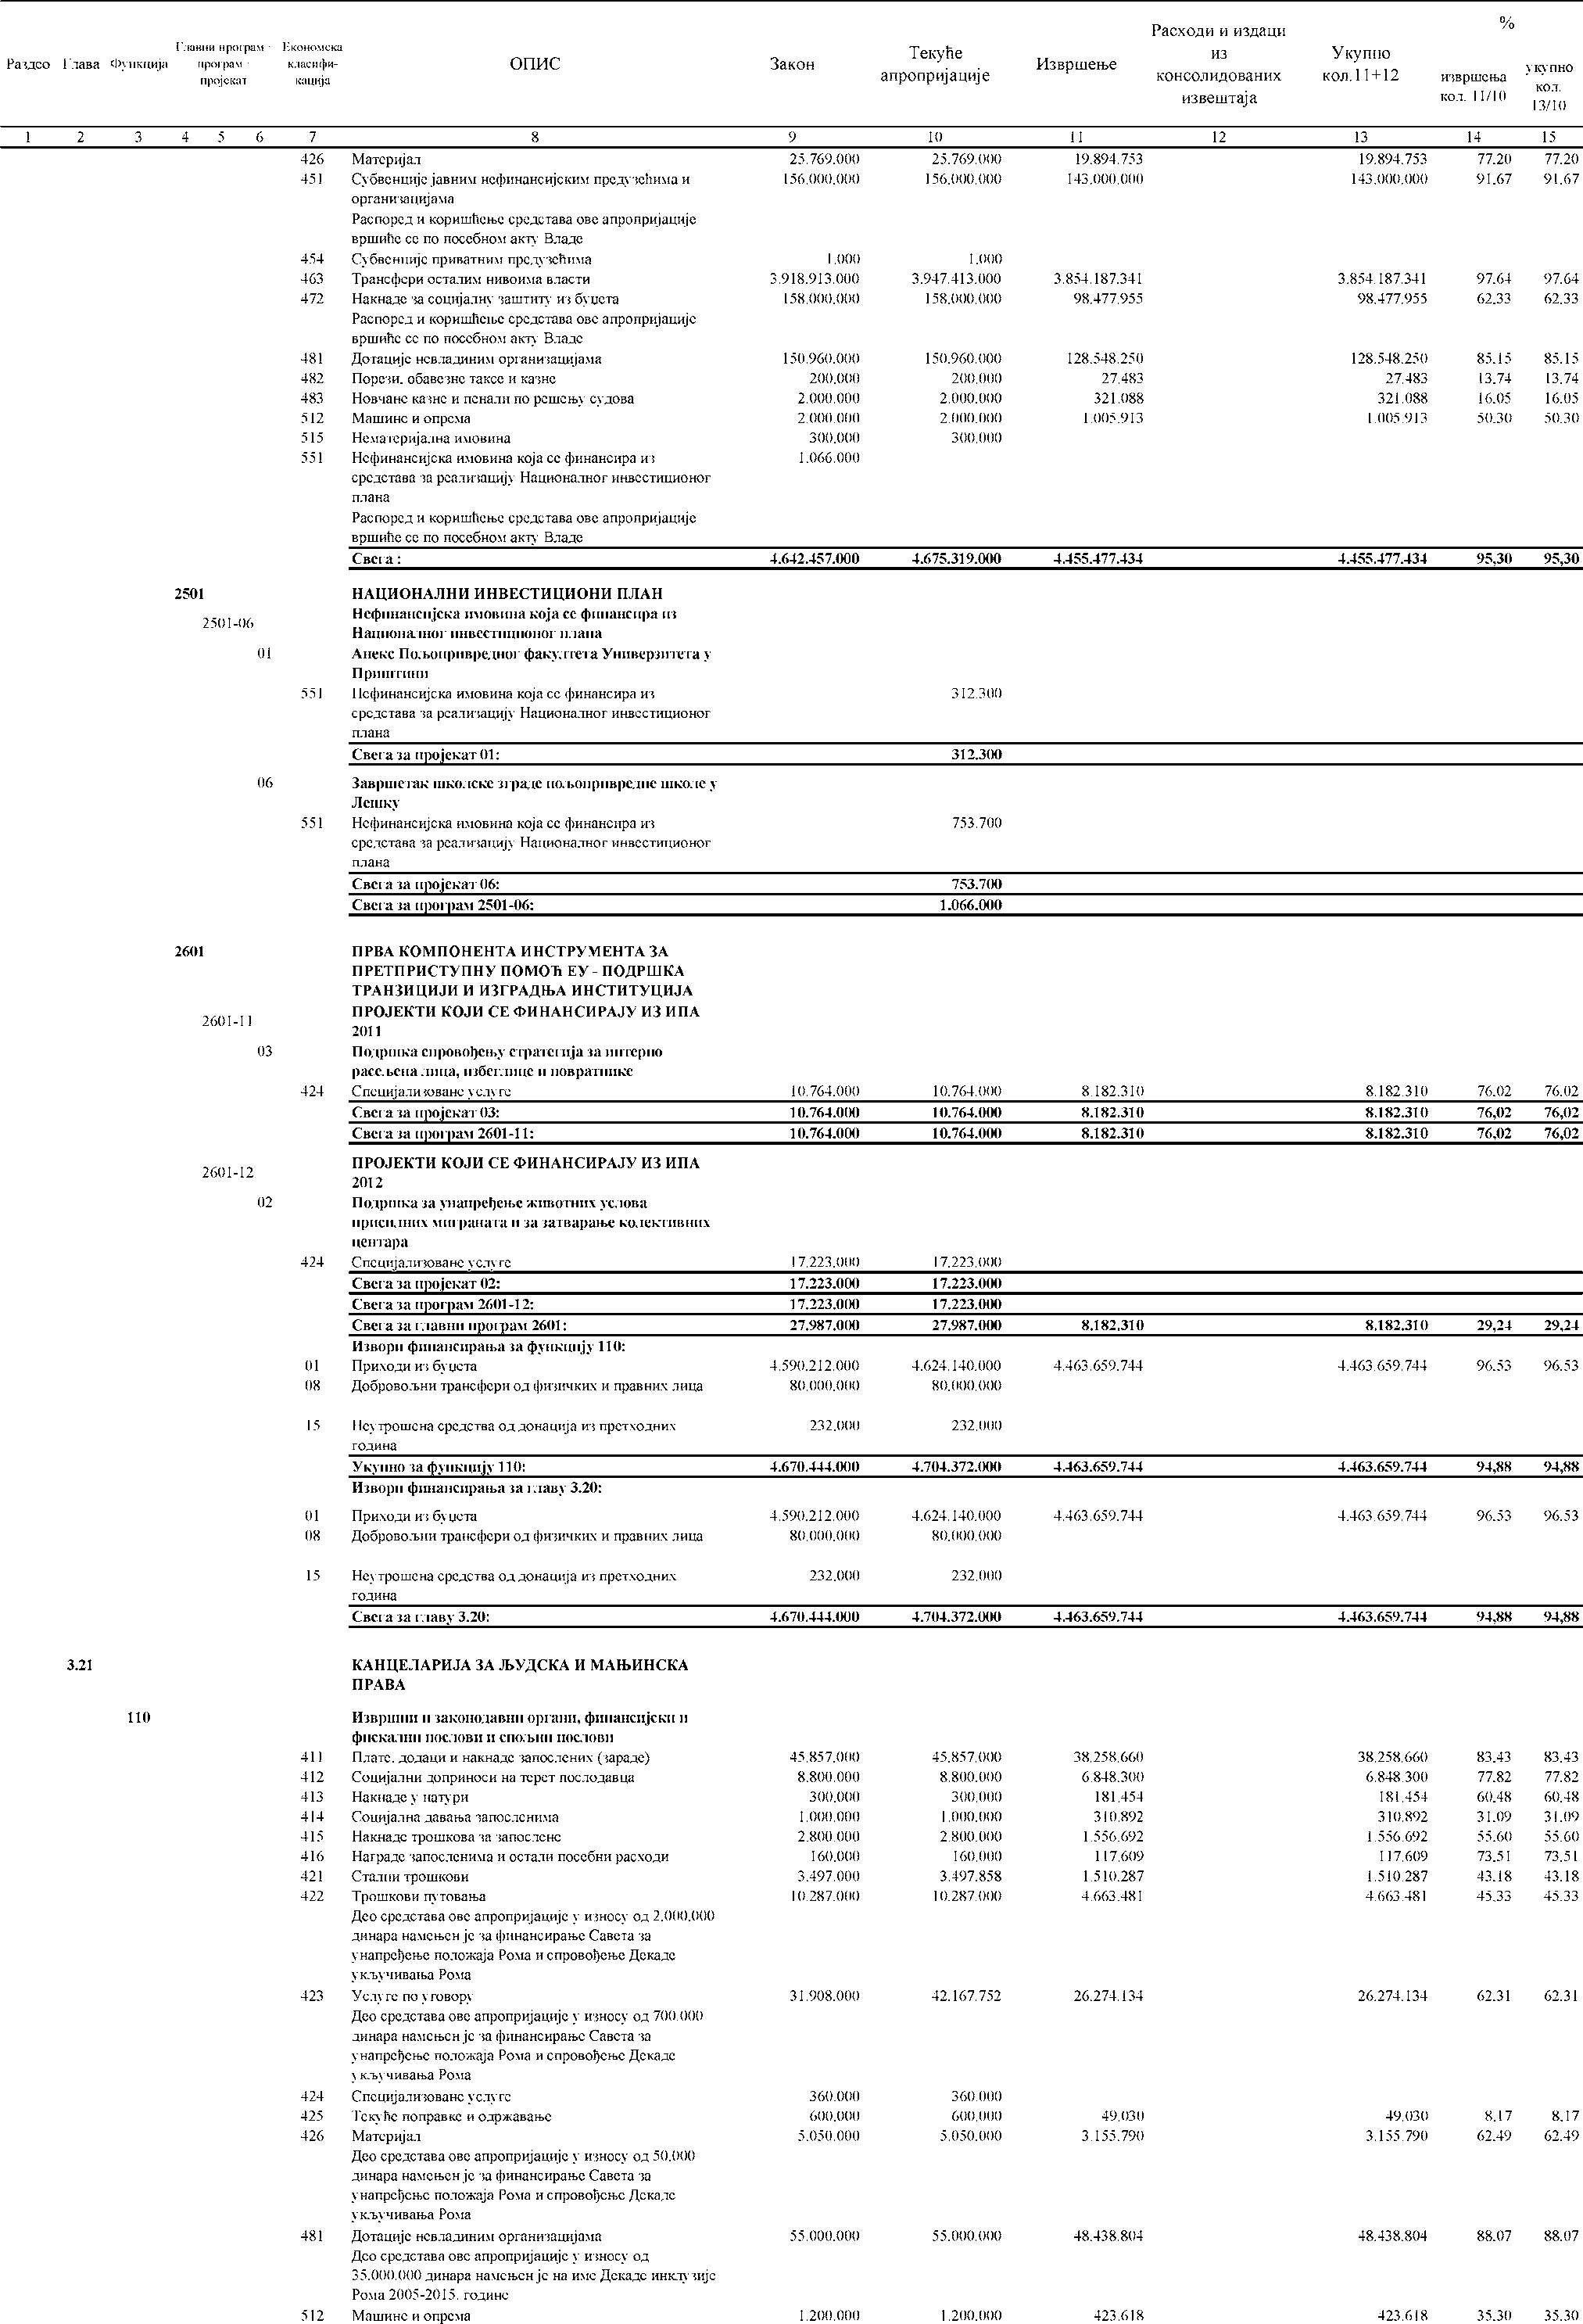 Раздео Глава Функција Главни програм - програм - пројекат Економска класифи-кација ОПИС Закон Текуће апропријације Извршење Расходи и издаци из консолидованих извештаја Укупно кол.11+12 % извршења кол. 11/10 укупно кол. 13/10
1 2 3 4 5 6 7 8 9 10 11 12 13 14 15
426 Материјал 25.769.000 25.769.000 19.894.753 19.894.753 77,20 77,20
451 Субвенције јавним нефинансијским предузећима и 156.000.000 156.000.000 143.000.000 143.000.000 91,67 91,67
организацијама
Распоред и коришћење средстава ове апропријације
вршиће се по посебном акту Владе
454 Субвенције приватним предузећима 1.000 1.000
463 Трансфери осталим нивоима власти 3.918.913.000 3.947.413.000 3.854.187.341 3.854.187.341 97,64 97,64
472 Накнаде за социјалну заштиту из буџета 158.000.000 158.000.000 98.477.955 98.477.955 62,33 62,33
Распоред и коришћење средстава ове апропријације
вршиће се по посебном акту Владе
481 Дотације невладиним организацијама 150.960.000 150.960.000 128.548.250 128.548.250 85,15 85,15
482 Порези, обавезне таксе и казне 200.000 200.000 27.483 27.483 13,74 13,74
483 Новчане казне и пенали по решењу судова 2.000.000 2.000.000 321.088 321.088 16,05 16,05
512 Машине и опрема 2.000.000 2.000.000 1.005.913 1.005.913 50,30 50,30
515 Нематеријална имовина 300.000 300.000
551 Нефинансијска имовина која се финансира из 1.066.000
средстава за реализацију Националног инвестиционог
плана
Распоред и коришћење средстава ове апропријације
вршиће се по посебном акту Владе
Свега : 4.642.457.000 4.675.319.000 4.455.477.434 4.455.477.434 95,30 95,30
2501 НАЦИОНАЛНИ ИНВЕСТИЦИОНИ ПЛАН
2501-06 Нефинансијска имовина која се финансира из
Националног инвестиционог плана
01 Анекс Пољопривредног факултета Универзитета у
Приштини
551 Нефинансијска имовина која се финансира из 312.300
средстава за реализацију Националног инвестиционог
плана
Свега за пројекат 01: 312.300
06 Завршетак школске зграде пољопривредне школе у
Лешку
551 Нефинансијска имовина која се финансира из 753.700
средстава за реализацију Националног инвестиционог
плана
Свега за пројекат 06: 753.700
Свега за програм 2501-06: 1.066.000
2601 ПРВА КОМПОНЕНТА ИНСТРУМЕНТА ЗА
ПРЕТПРИСТУПНУ ПОМОЋ ЕУ - ПОДРШКА
ТРАНЗИЦИЈИ И ИЗГРАДЊА ИНСТИТУЦИЈА
2601-11 ПРОЈЕКТИ КОЈИ СЕ ФИНАНСИРАЈУ ИЗ ИПА
2011
03 Подршка спровођењу стратегија за интерно
расељена лица, избеглице и повратнике
424 Специјализоване услуге 10.764.000 10.764.000 8.182.310 8.182.310 76,02 76,02
Свега за пројекат 03: 10.764.000 10.764.000 8.182.310 8.182.310 76,02 76,02
Свега за програм 2601-11: 10.764.000 10.764.000 8.182.310 8.182.310 76,02 76,02
2601-12 ПРОЈЕКТИ КОЈИ СЕ ФИНАНСИРАЈУ ИЗ ИПА
2012
02 Подршка за унапређење животних услова
присилних миграната и за затварање колективних
центара
424 Специјализоване услуге 17.223.000 17.223.000
Свега за пројекат 02: 17.223.000 17.223.000
Свега за програм 2601-12: 17.223.000 17.223.000
Свега за главни програм 2601: 27.987.000 27.987.000 8.182.310 8.182.310 29,24 29,24
Извори финансирања за функцију 110:
01 Приходи из буџета 4.590.212.000 4.624.140.000 4.463.659.744 4.463.659.744 96,53 96,53
08 Добровољни трансфери од физичких и правних лица 80.000.000 80.000.000
15 Неутрошена средства од донација из претходних 232.000 232.000
година
Укупно за функцију 110: 4.670.444.000 4.704.372.000 4.463.659.744 4.463.659.744 94,88 94,88
Извори финансирања за главу 3.20:
01 Приходи из буџета 4.590.212.000 4.624.140.000 4.463.659.744 4.463.659.744 96,53 96,53
08 Добровољни трансфери од физичких и правних лица 80.000.000 80.000.000
15 Неутрошена средства од донација из претходних 232.000 232.000
година
Свега за главу 3.20: 4.670.444.000 4.704.372.000 4.463.659.744 4.463.659.744 94,88 94,88
3.21 КАНЦЕЛАРИЈА ЗА ЉУДСКА И МАЊИНСКА
ПРАВА
110 Извршни и законодавни органи, финансијски и
фискални послови и спољни послови
411 Плате, додаци и накнаде запослених (зараде) 45.857.000 45.857.000 38.258.660 38.258.660 83,43 83,43
412 Социјални доприноси на терет послодавца 8.800.000 8.800.000 6.848.300 6.848.300 77,82 77,82
413 Накнаде у натури 300.000 300.000 181.454 181.454 60,48 60,48
414 Социјална давања запосленима 1.000.000 1.000.000 310.892 310.892 31,09 31,09
415 Накнаде трошкова за запослене 2.800.000 2.800.000 1.556.692 1.556.692 55,60 55,60
416 Награде запосленима и остали посебни расходи 160.000 160.000 117.609 117.609 73,51 73,51
421 Стални трошкови 3.497.000 3.497.858 1.510.287 1.510.287 43,18 43,18
422 Трошкови путовања 10.287.000 10.287.000 4.663.481 4.663.481 45,33 45,33
Део средстава ове апропријације у износу од 2.000.000
динара намењен је за финансирање Савета за
унапређење положаја Рома и спровођење Декаде
укључивања Рома
423 Услуге по уговору 31.908.000 42.167.752 26.274.134 26.274.134 62,31 62,31
Део средстава ове апропријације у износу од 700.000
динара намењен је за финансирање Савета за
унапређење положаја Рома и спровођење Декаде
укључивања Рома
424 Специјализоване услуге 360.000 360.000
425 Текуће поправке и одржавање 600.000 600.000 49.030 49.030 8,17 8,17
426 Материјал 5.050.000 5.050.000 3.155.790 3.155.790 62,49 62,49
Део средстава ове апропријације у износу од 50.000
динара намењен је за финансирање Савета за
унапређење положаја Рома и спровођење Декаде
укључивања Рома
481 Дотације невладиним организацијама 55.000.000 55.000.000 48.438.804 48.438.804 88,07 88,07
Део средстава ове апропријације у износу од
35.000.000 динара намењен је на име Декаде инклузије
Рома 2005-2015. године
512 Машине и опрема 1.200.000 1.200.000 423.618 423.618 35,30 35,30